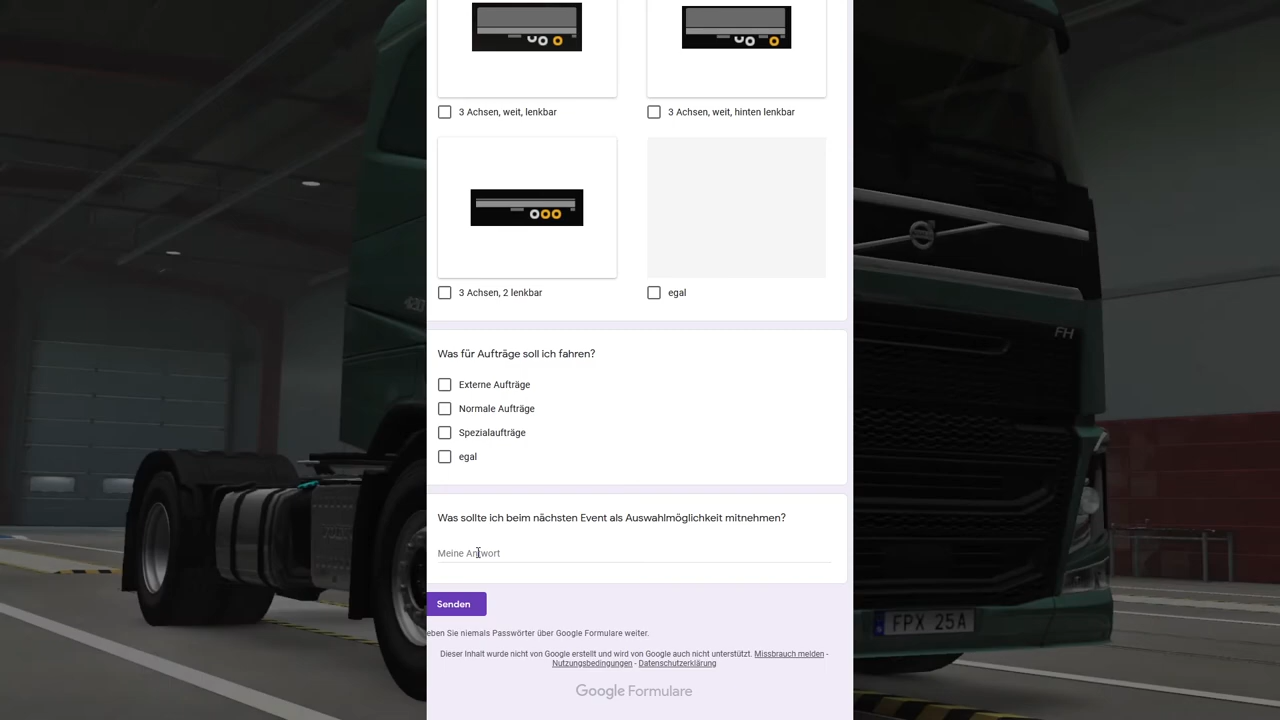 3 Achsen, weit, lenkbar
3 Achsen, weit, hinten lenkbar
3 Achsen, 2 lenkbar
egal
Was für Aufträge soll ich fahren?
Externe Aufträge
Normale Aufträge
Spezialaufträge
egal
Was sollte ich beim nächsten Event als Auswahlmöglichkeit mitnehmen?
Meine Antwort
Senden
eben Sie niemals Passwörter über Google Formulare weiter.
Dieser Inhalt wurde nicht von Google erstellt und wird von Google auch nicht unterstützt. Missbrauch melden -
Nutzungsbedingungen - Datenschutzerklärung
Google Formulare
FH
FPX 25A